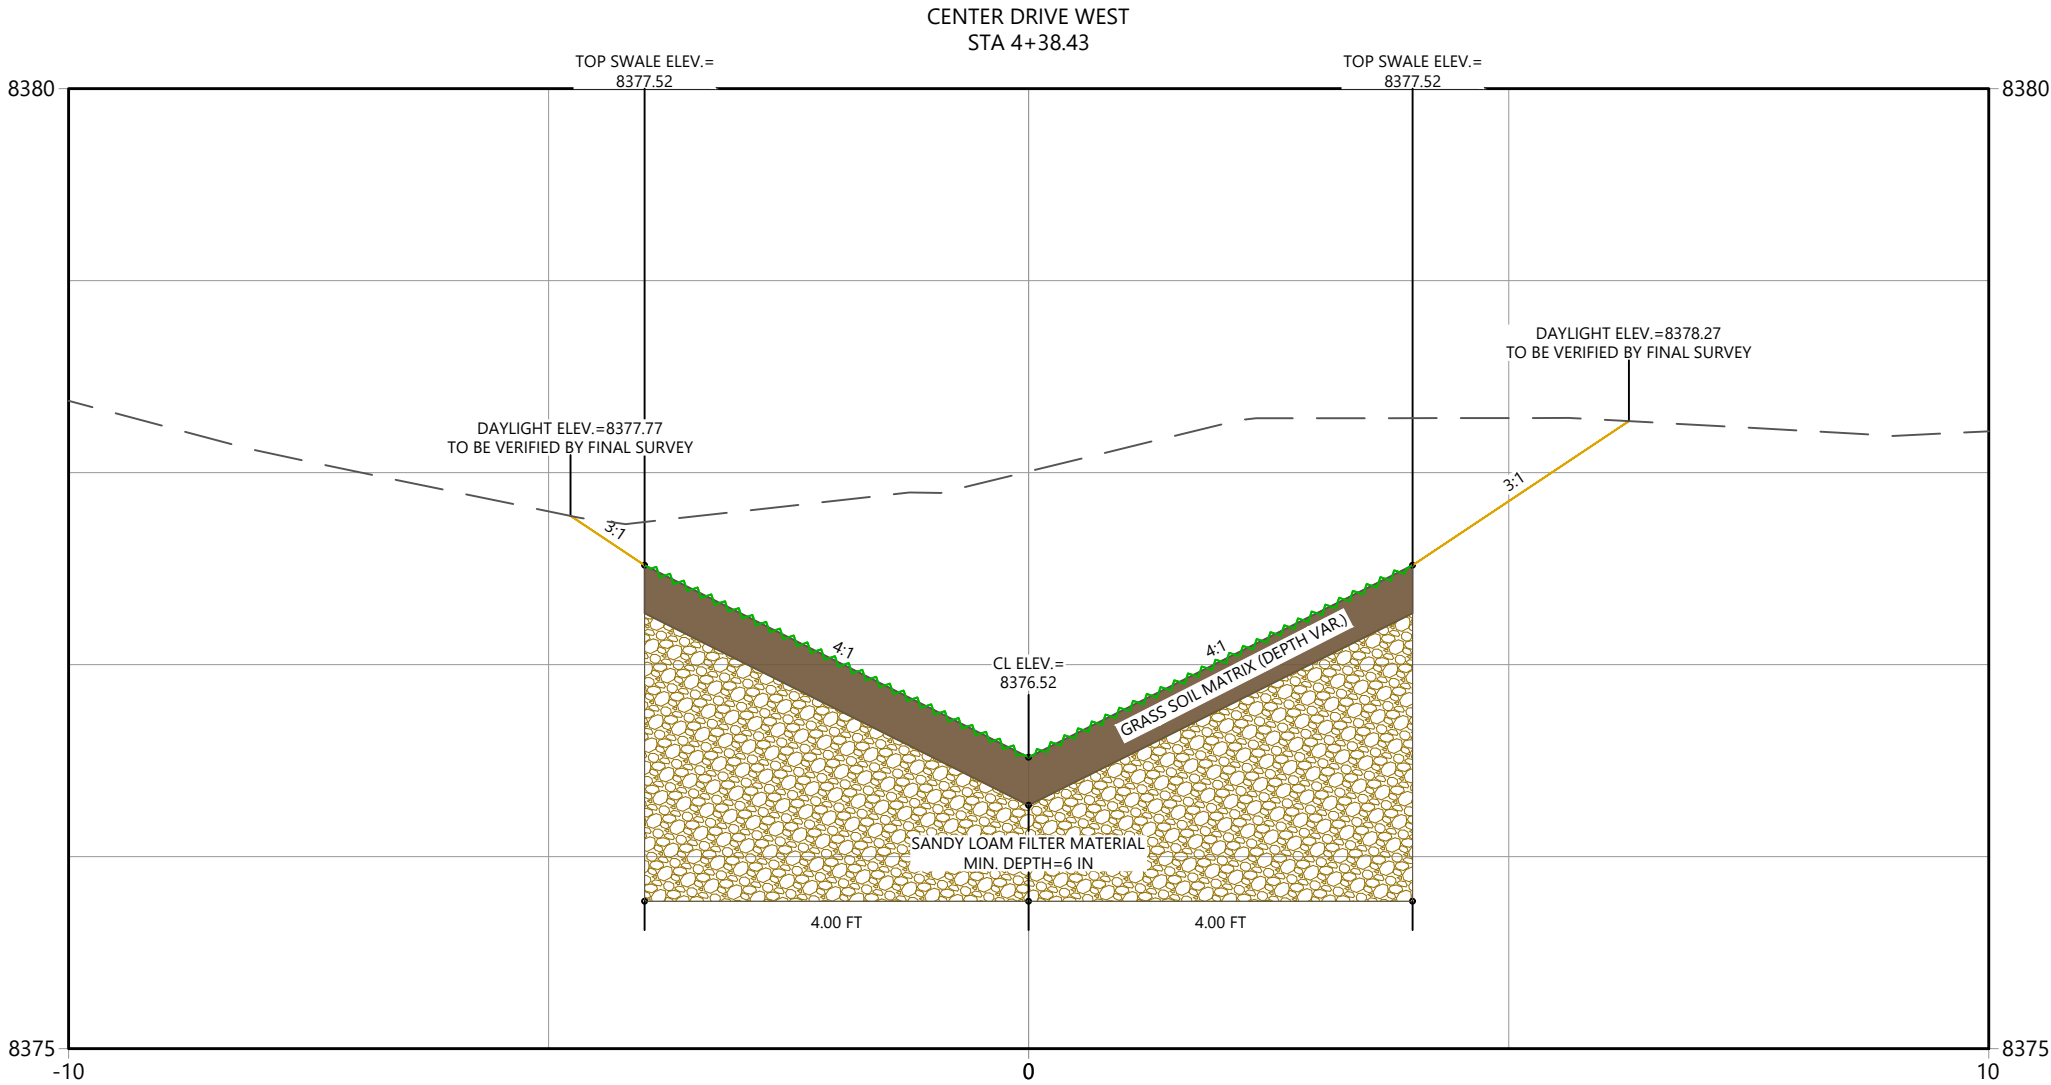 CENTER DRIVE WEST
STA 4+38.43
TOP SWALE ELEV.=
8377.52
TOP SWALE ELEV.=
8377.52
8380
8380
DAYLIGHT ELEV.=8378.27
TO BE VERIFIED BY FINAL SURVEY
DAYLIGHT ELEV.=8377.77
TO BE VERIFIED BY FINAL SURVEY
3:1
3:1
4:1
4:1
GRASS SOIL MATRIX (DEPTH VAR.)
CL ELEV.=
8376.52
SANDY LOAM FILTER MATERIAL
MIN. DEPTH=6 IN
4.00 FT
4.00 FT
8375
8375
-10
0
10